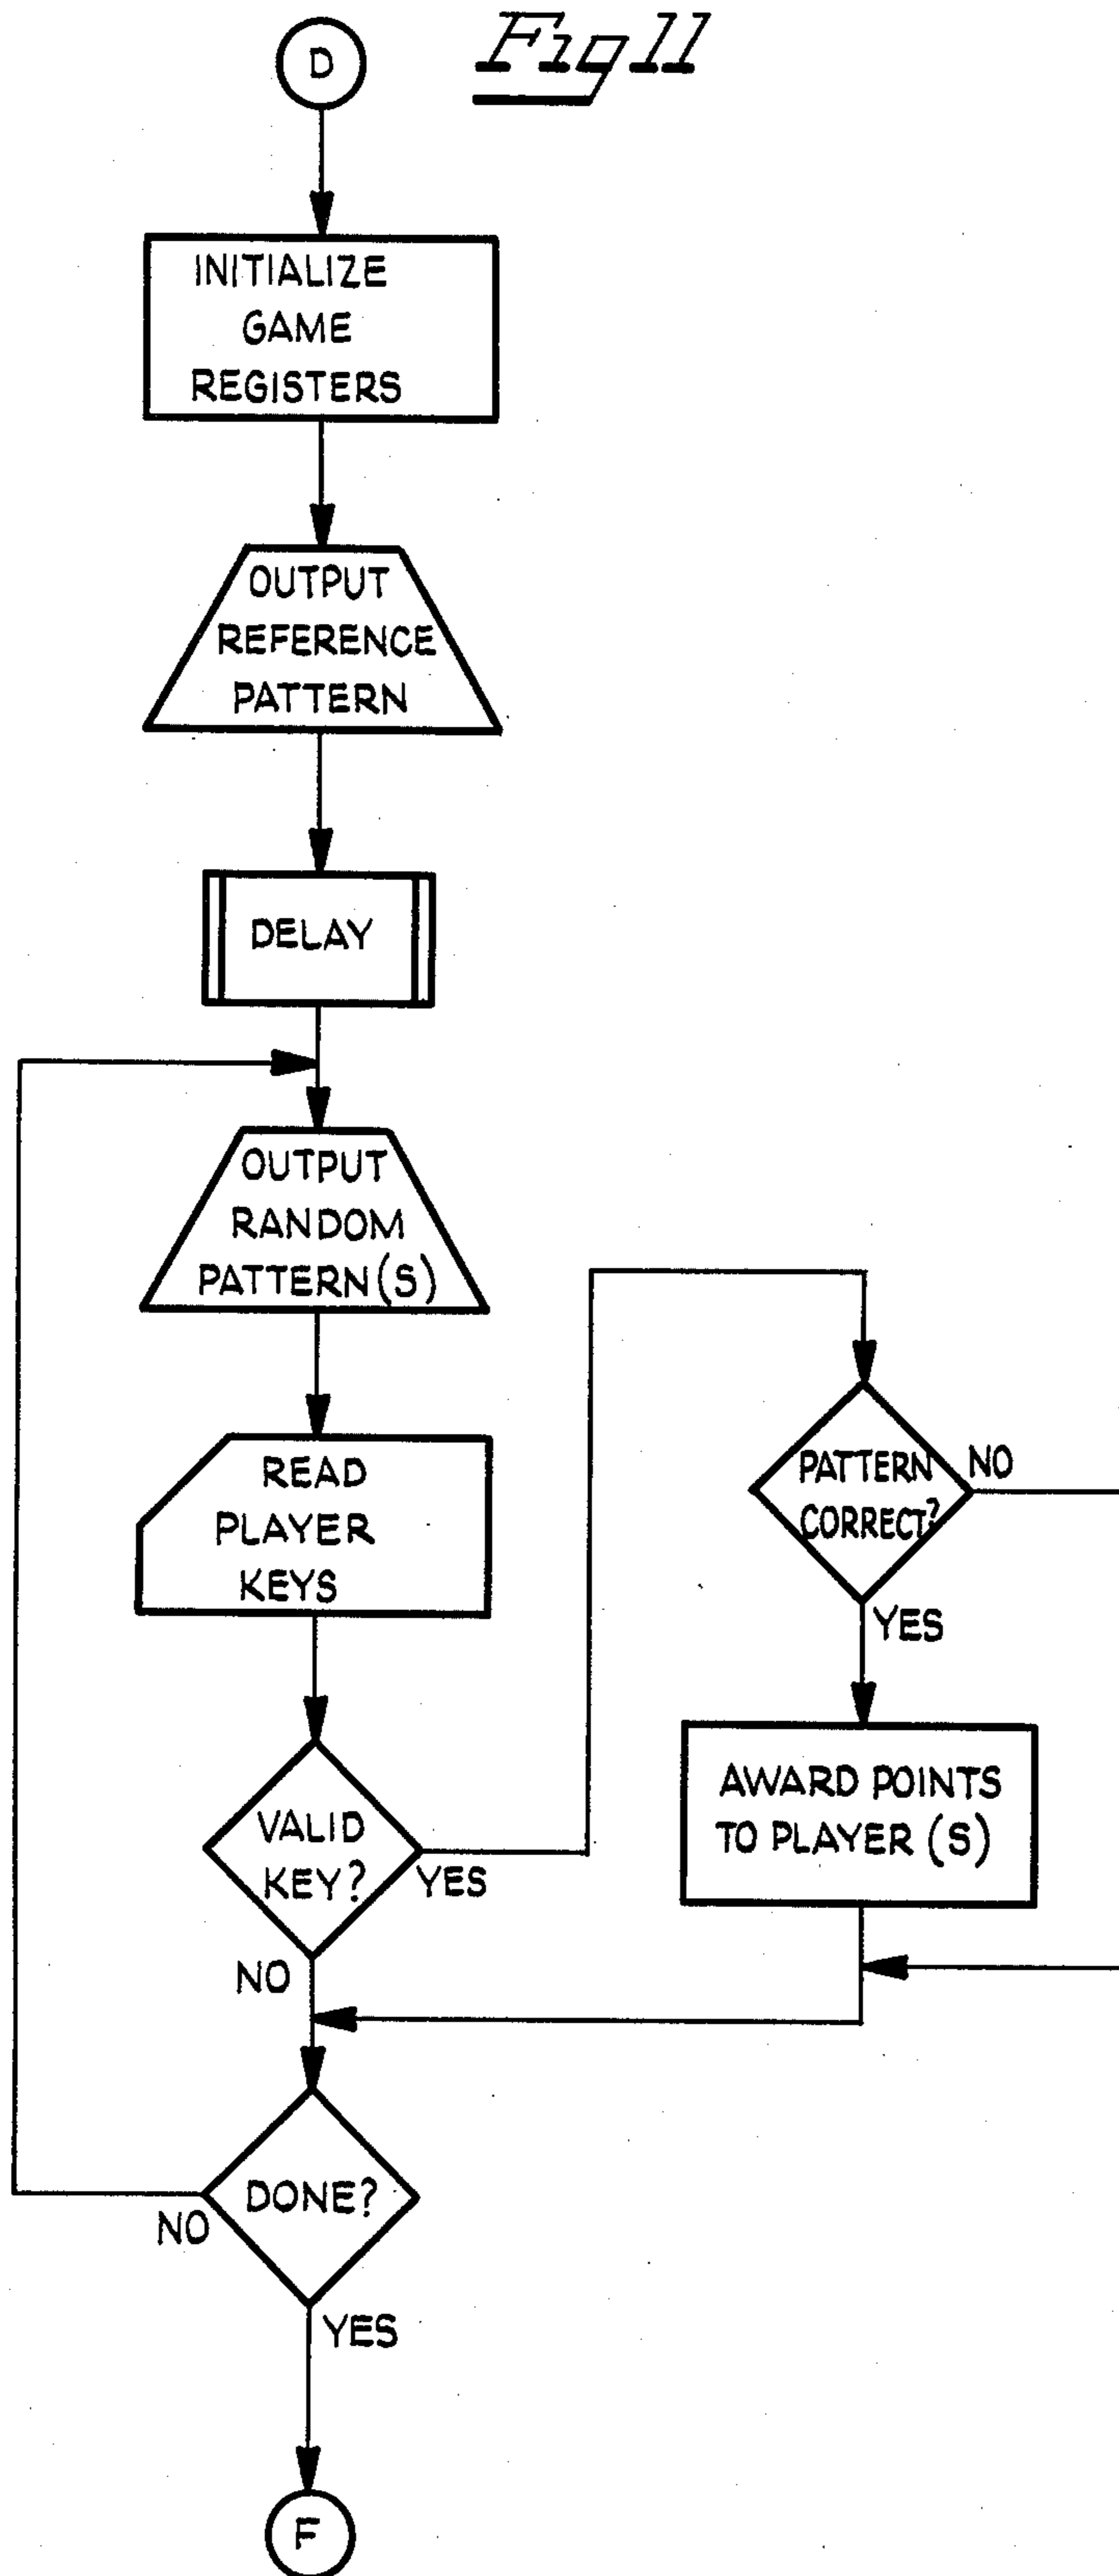 D
Fig 11
INITIALIZE
GAME
REGISTERS
OUTPUT
REFERENCE
PATTERN
DELAY
OUTPUT
RANDOM
PATTERN(S)
READ
PLAYER
KEYS
VALID
KEY?
YES
NO
PATTERN
CORRECT?
NO
YES
AWARD POINTS
TO PLAYER (S)
DONE?
NO
YES
F